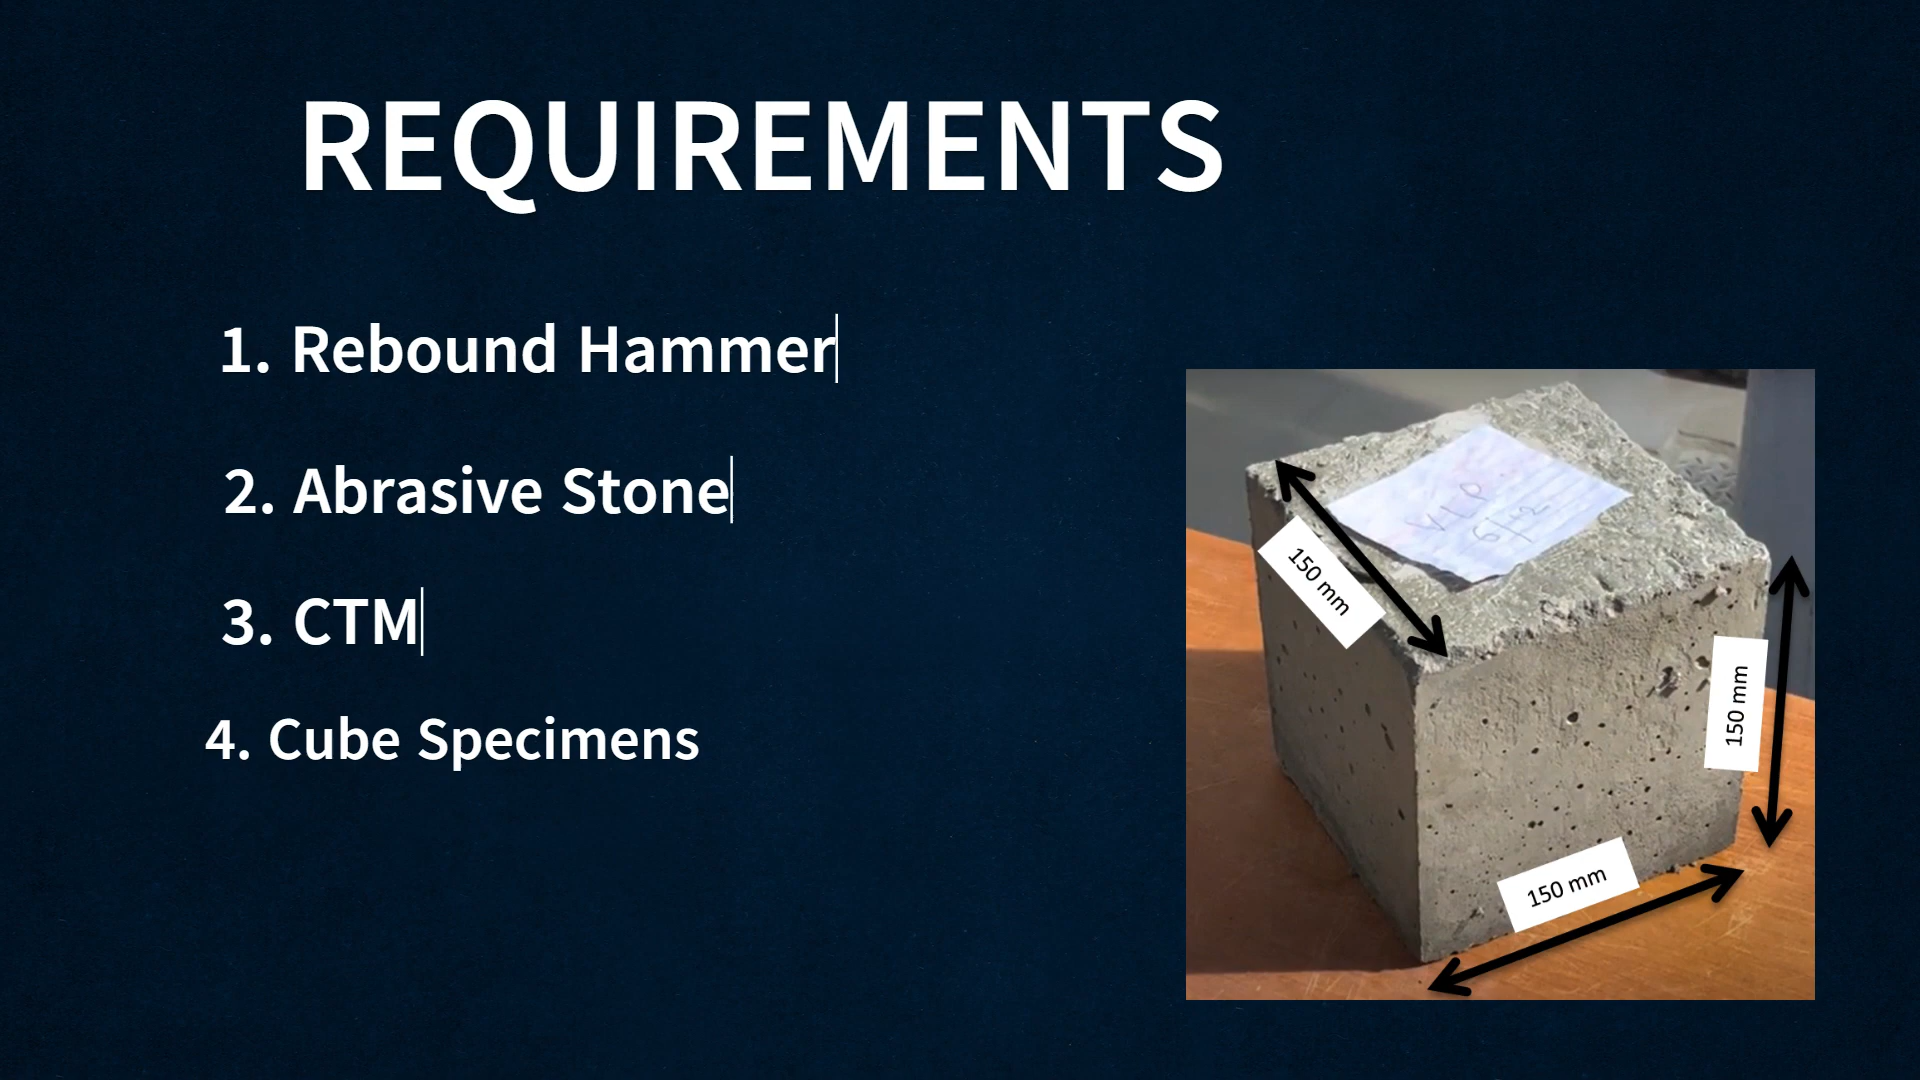 REQUIREMENTS
1. Rebound Hammer
2. Abrasive Stone
3. CTM
4. Cube Specimens
150 mm
150 mm
150 mm